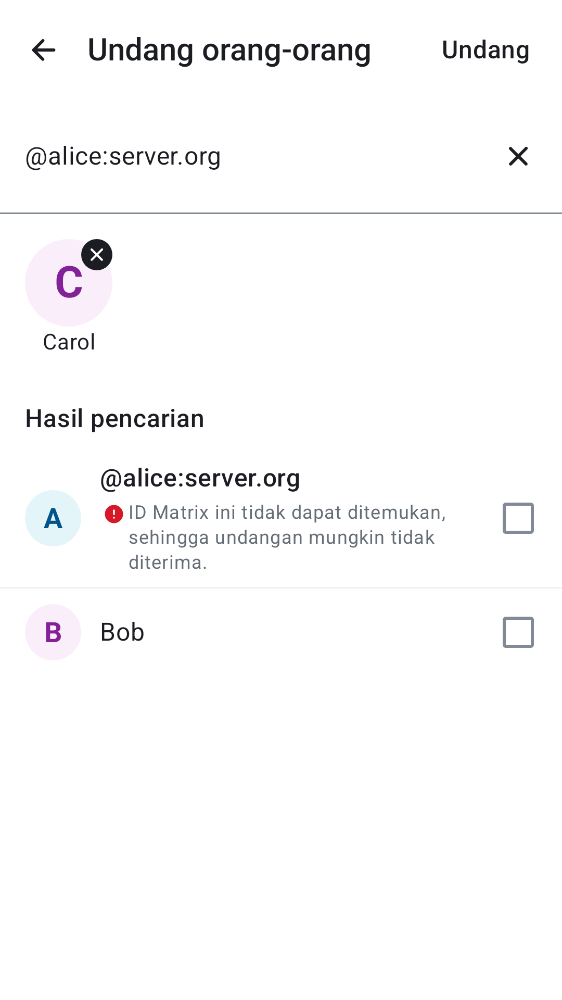 Undang orang-orang
Undang
@alice:server.org
C
Carol
Hasil pencarian
A
@alice:server.org
ID Matrix ini tidak dapat ditemukan,
sehingga undangan mungkin tidak
diterima.
B
Bob